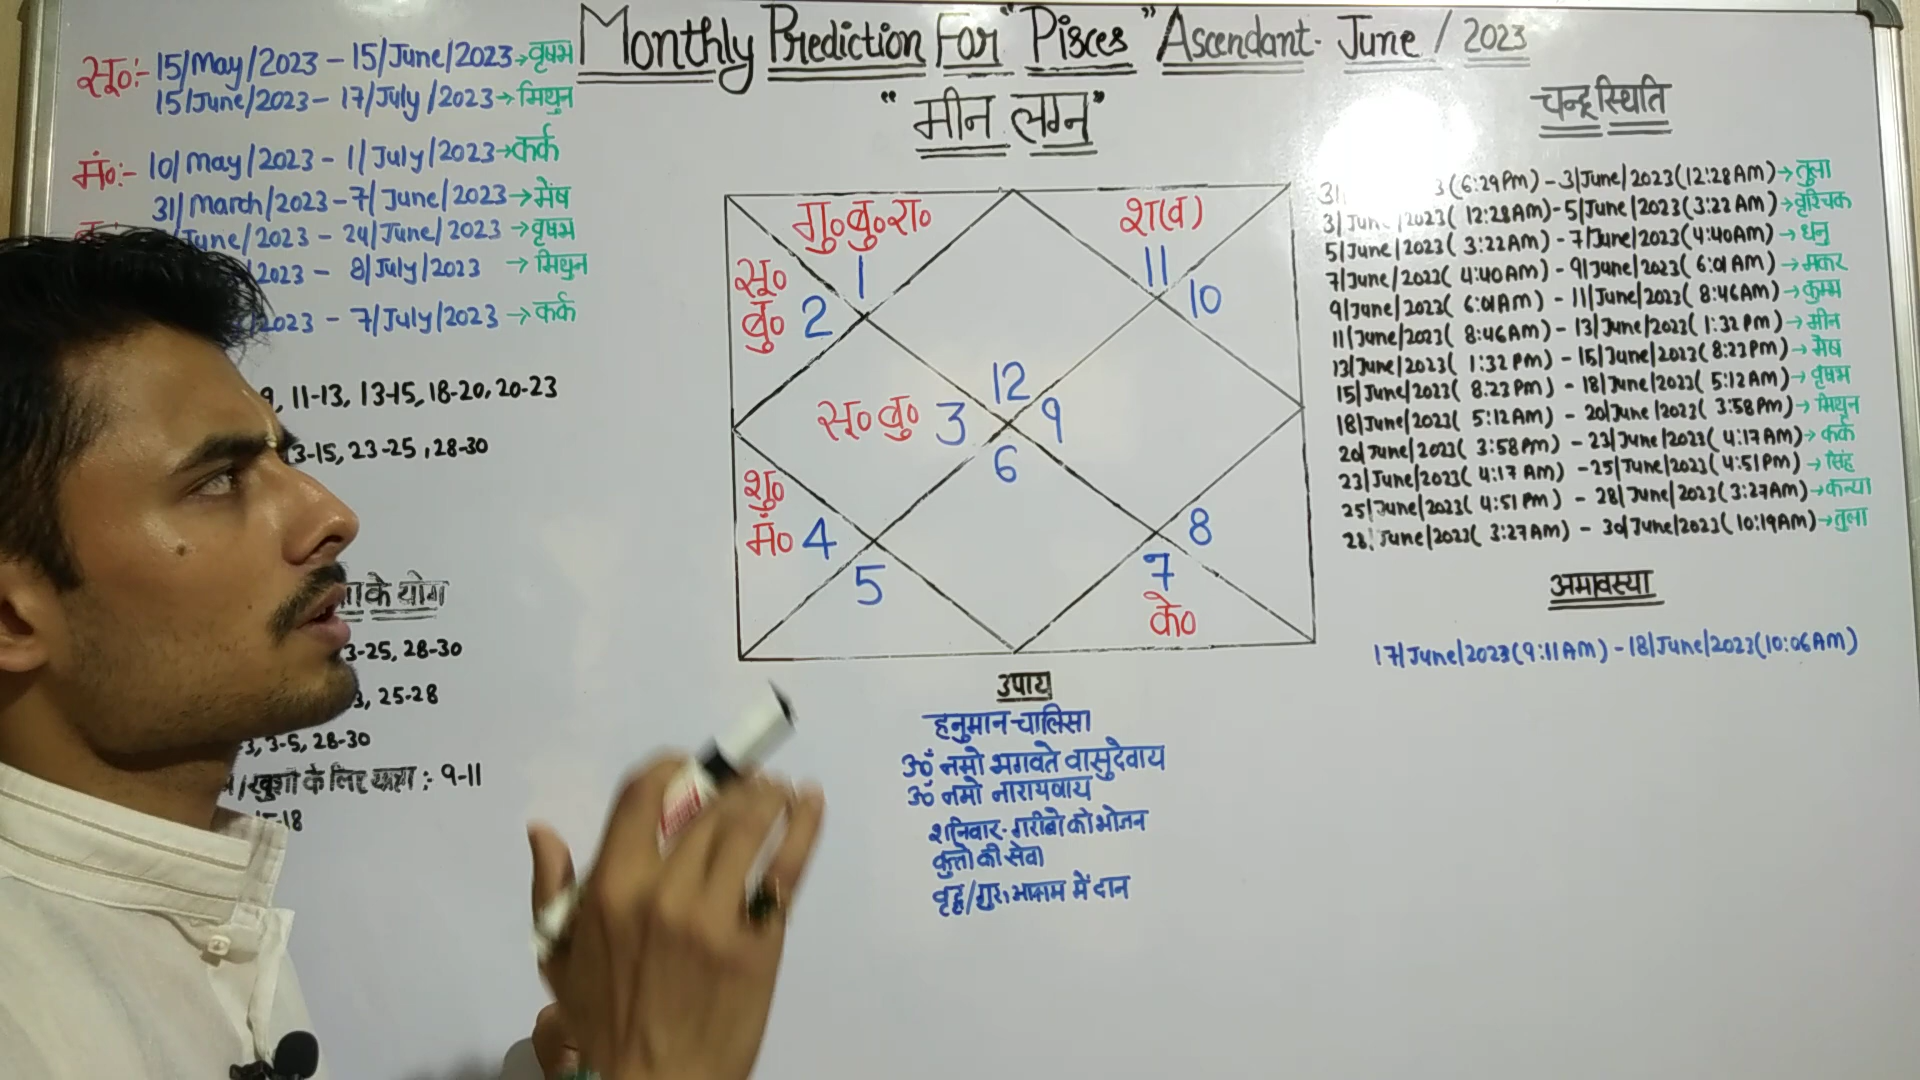 Monthly Prediction For "Pisces" Ascendant. June / 2023
"मीन लग्न"
सू०:- 15/May/2023 - 15/June/2023→वृषभ
15/June/2023 - 17/July/2023→मिथुन
मं०:- 10/May/2023 - 1/July/2023→कर्क
31/March/2023 - 7/June/2023→मेष
June/2023 - 24/June/2023→वृषभ
2023 - 8/July/2023 →मिथुन
2023 - 7/July/2023→कर्क
9, 11-13, 13-15, 18-20, 20-23
3-15, 23-25, 28-30
के योग
3-25, 28-30
, 25-28
3, 3-5, 28-30
/खुशी के लिए यात्रा : 9-11
15-18
गु०बु०रा०
1
श(व)
11
10
सू०
बु० 2
12
सू०बु० 3
9
6
शु०
मं० 4
5
8
7
के०
उपाय
हनुमान-चालिसा
ॐ नमो भगवते वासुदेवाय
ॐ नमो नारायणाय
शनिवार-गरीबो को भोजन
कुत्तो की सेवा
में दान
चन्द्र स्थिति
31 3(6:29Pm) - 3/June/2023(12:28AM)→तुला
3/June/2023(12:28AM) - 5/June/2023(3:22AM)→वृश्चिक
5/June/2023(3:22AM) - 7/June/2023(4:40AM)→धनु
7/June/2023(4:40AM) - 9/June/2023(6:01AM)→मकर
9/June/2023(6:01AM) - 11/June/2023(8:46AM)→कुम्भ
11/June/2023(8:46AM) - 13/June/2023(1:32PM)→मीन
13/June/2023(1:32PM) - 15/June/2023(8:23PM)→मेष
15/June/2023(8:23PM) - 18/June/2023(5:12AM)→वृषभ
18/June/2023(5:12AM) - 20/June/2023(3:58PM)→मिथुन
20/June/2023(3:58PM) - 23/June/2023(4:17AM)→कर्क
23/June/2023(4:17AM) - 25/June/2023(4:51PM)→सिंह
25/June/2023(4:51PM) - 28/June/2023(3:27AM)→कन्या
28/June/2023(3:27AM) - 30/June/2023(10:19AM)→तुला
अमावस्या
17/June/2023(9:11AM) - 18/June/2023(10:06AM)